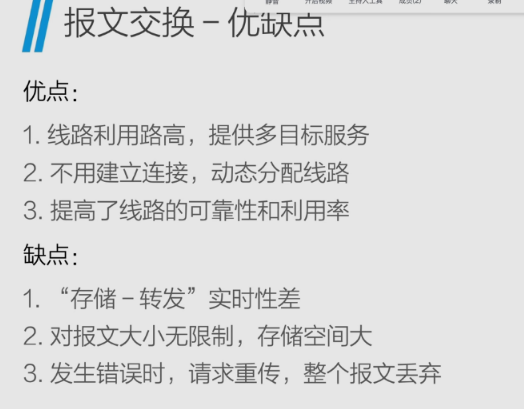 静音 开启视频 主持人工具 成员(2) 聊天 录制
报文交换 – 优缺点
优点：
1. 线路利用路高，提供多目标服务
2. 不用建立连接，动态分配线路
3. 提高了线路的可靠性和利用率
缺点：
1. “存储 – 转发”实时性差
2. 对报文大小无限制，存储空间大
3. 发生错误时，请求重传，整个报文丢弃